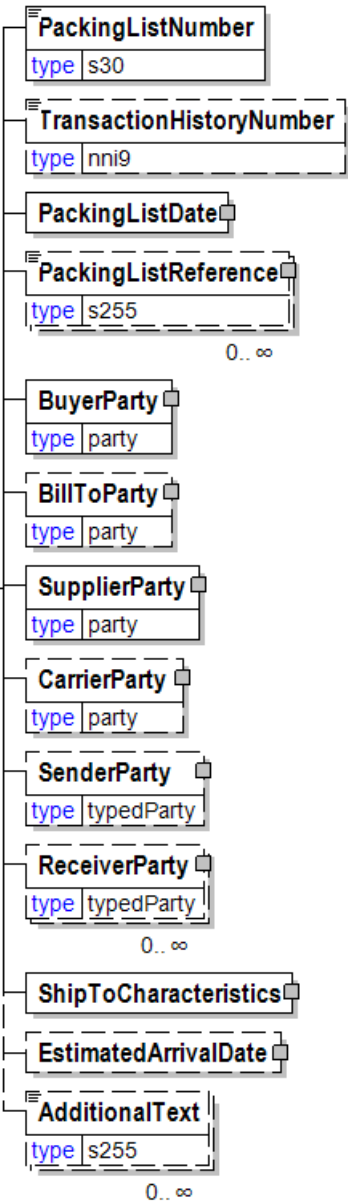 PackingListNumber
type s30
TransactionHistoryNumber
type nni9
PackingListDate
PackingListReference
type s255
0.. ∞
BuyerParty
type party
BillToParty
type party
SupplierParty
type party
CarrierParty
type party
SenderParty
type typedParty
ReceiverParty
type typedParty
0.. ∞
ShipToCharacteristics
EstimatedArrivalDate
AdditionalText
type s255
0.. ∞